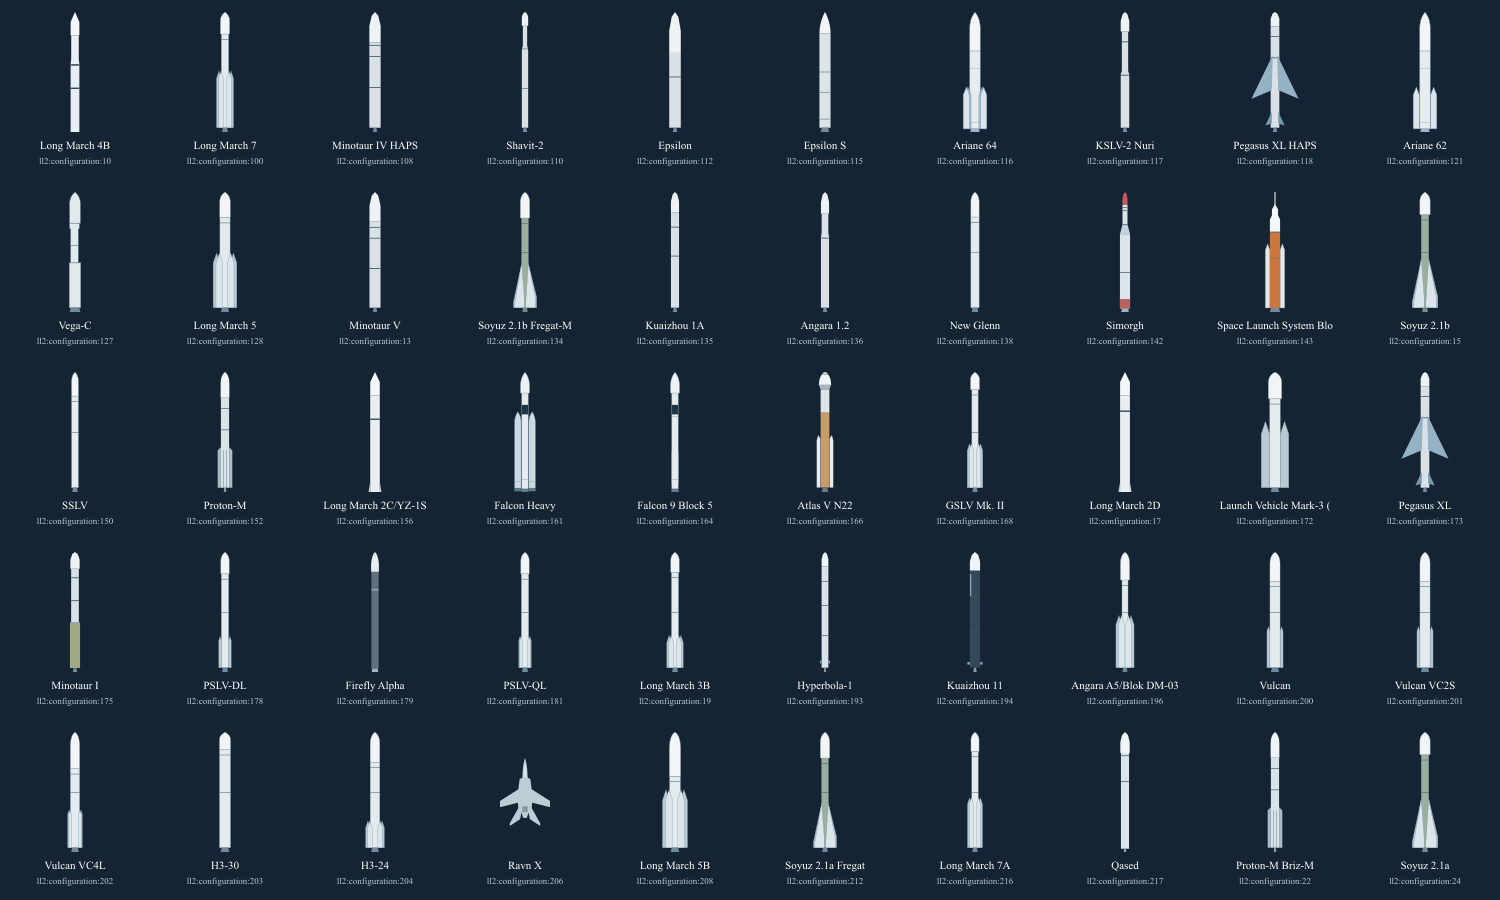 Long March 4B
ll2:configuration:10
Long March 7
ll2:configuration:100
Minotaur IV HAPS
ll2:configuration:108
Shavit-2
ll2:configuration:110
Epsilon
ll2:configuration:112
Epsilon S
ll2:configuration:115
Ariane 64
ll2:configuration:116
KSLV-2 Nuri
ll2:configuration:117
Pegasus XL HAPS
ll2:configuration:118
Ariane 62
ll2:configuration:121
Vega-C
ll2:configuration:127
Long March 5
ll2:configuration:128
Minotaur V
ll2:configuration:13
Soyuz 2.1b Fregat-M
ll2:configuration:134
Kuaizhou 1A
ll2:configuration:135
Angara 1.2
ll2:configuration:136
New Glenn
ll2:configuration:138
Simorgh
ll2:configuration:142
Space Launch System Blo
ll2:configuration:143
Soyuz 2.1b
ll2:configuration:15
SSLV
ll2:configuration:150
Proton-M
ll2:configuration:152
Long March 2C/YZ-1S
ll2:configuration:156
Falcon Heavy
ll2:configuration:161
Falcon 9 Block 5
ll2:configuration:164
Atlas V N22
ll2:configuration:166
GSLV Mk. II
ll2:configuration:168
Long March 2D
ll2:configuration:17
Launch Vehicle Mark-3 (
ll2:configuration:172
Pegasus XL
ll2:configuration:173
Minotaur I
ll2:configuration:175
PSLV-DL
ll2:configuration:178
Firefly Alpha
ll2:configuration:179
PSLV-QL
ll2:configuration:181
Long March 3B
ll2:configuration:19
Hyperbola-1
ll2:configuration:193
Kuaizhou 11
ll2:configuration:194
Angara A5/Blok DM-03
ll2:configuration:196
Vulcan
ll2:configuration:200
Vulcan VC2S
ll2:configuration:201
Vulcan VC4L
ll2:configuration:202
H3-30
ll2:configuration:203
H3-24
ll2:configuration:204
Ravn X
ll2:configuration:206
Long March 5B
ll2:configuration:208
Soyuz 2.1a Fregat
ll2:configuration:212
Long March 7A
ll2:configuration:216
Qased
ll2:configuration:217
Proton-M Briz-M
ll2:configuration:22
Soyuz 2.1a
ll2:configuration:24